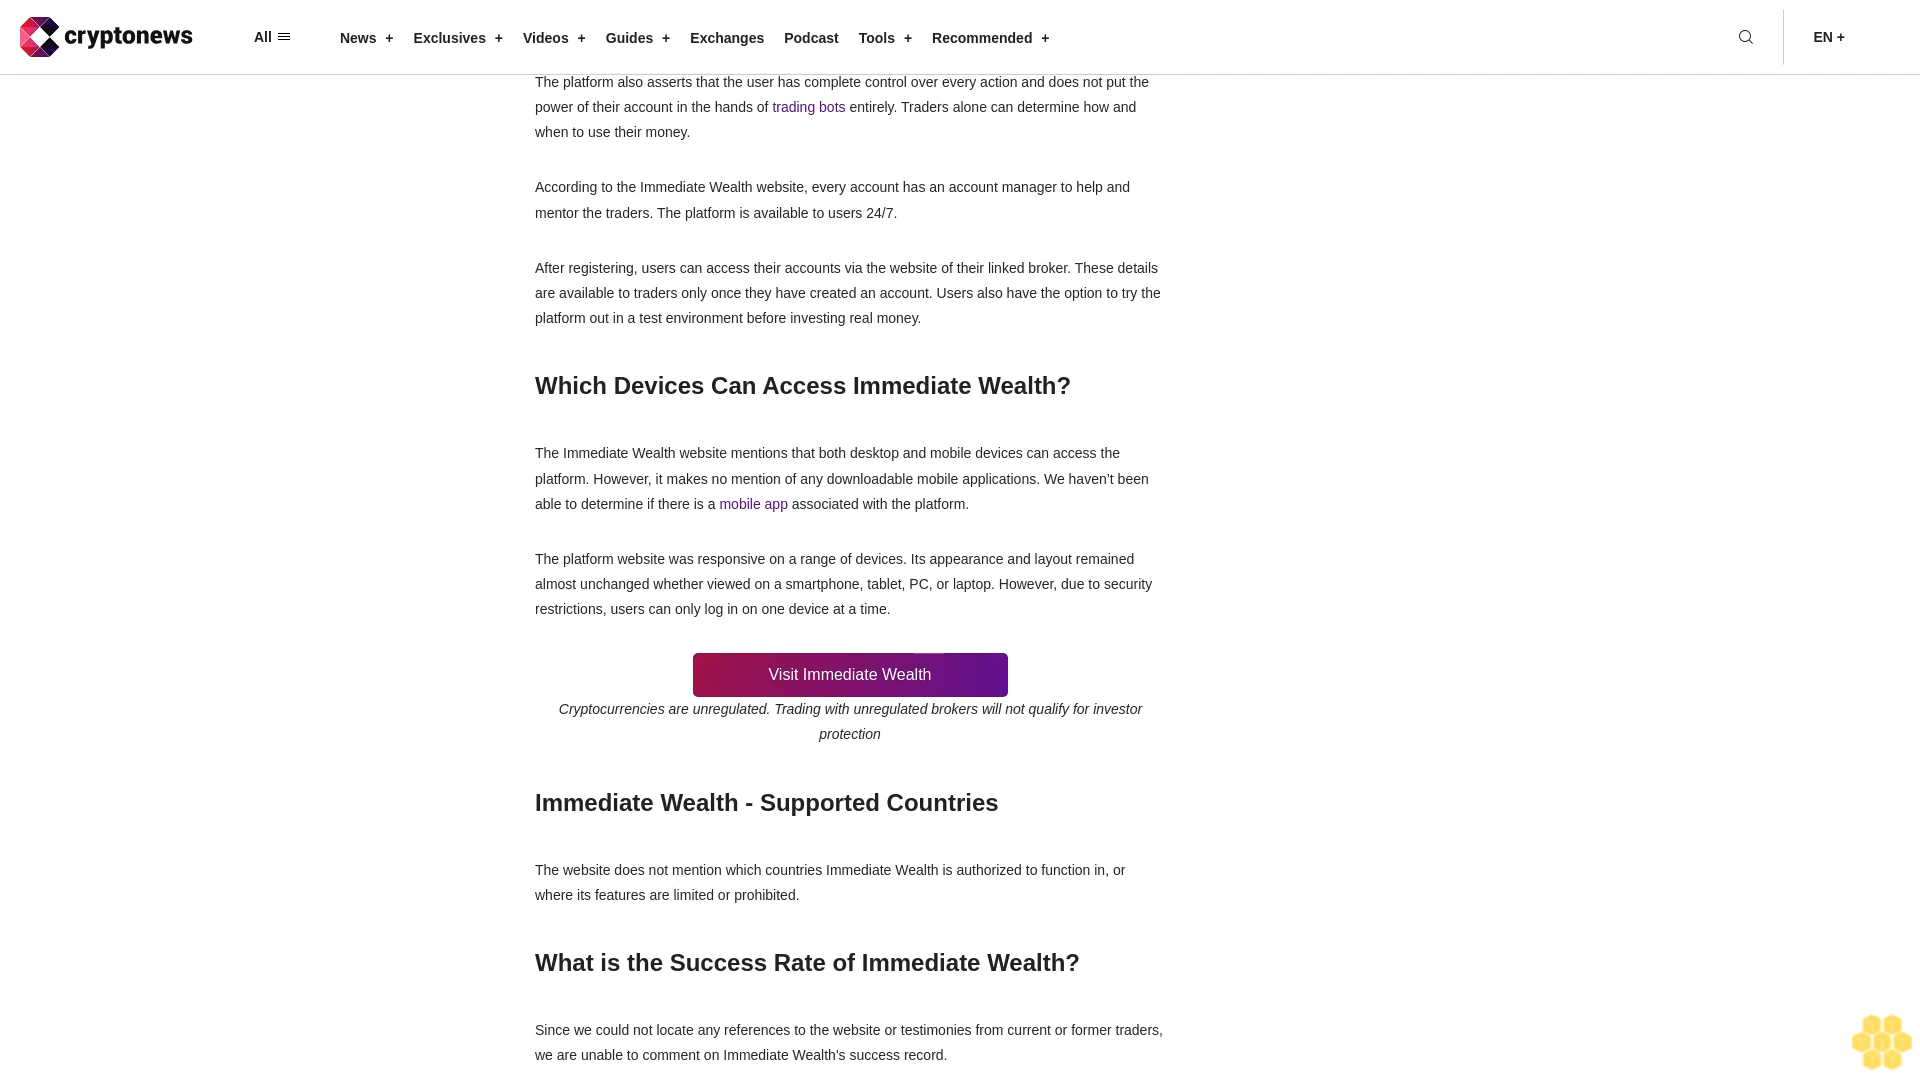 cryptonews
All
News +
Exclusives +
Videos +
Guides +
Exchanges
Podcast
Tools +
Recommended +
EN +
The platform also asserts that the user has complete control over every action and does not put the
power of their account in the hands of trading bots entirely. Traders alone can determine how and
when to use their money.
According to the Immediate Wealth website, every account has an account manager to help and
mentor the traders. The platform is available to users 24/7.
After registering, users can access their accounts via the website of their linked broker. These details
are available to traders only once they have created an account. Users also have the option to try the
platform out in a test environment before investing real money.
Which Devices Can Access Immediate Wealth?
The Immediate Wealth website mentions that both desktop and mobile devices can access the
platform. However, it makes no mention of any downloadable mobile applications. We haven’t been
able to determine if there is a mobile app associated with the platform.
The platform website was responsive on a range of devices. Its appearance and layout remained
almost unchanged whether viewed on a smartphone, tablet, PC, or laptop. However, due to security
restrictions, users can only log in on one device at a time.
Visit Immediate Wealth
Cryptocurrencies are unregulated. Trading with unregulated brokers will not qualify for investor
protection
Immediate Wealth - Supported Countries
The website does not mention which countries Immediate Wealth is authorized to function in, or
where its features are limited or prohibited.
What is the Success Rate of Immediate Wealth?
Since we could not locate any references to the website or testimonies from current or former traders,
we are unable to comment on Immediate Wealth's success record.